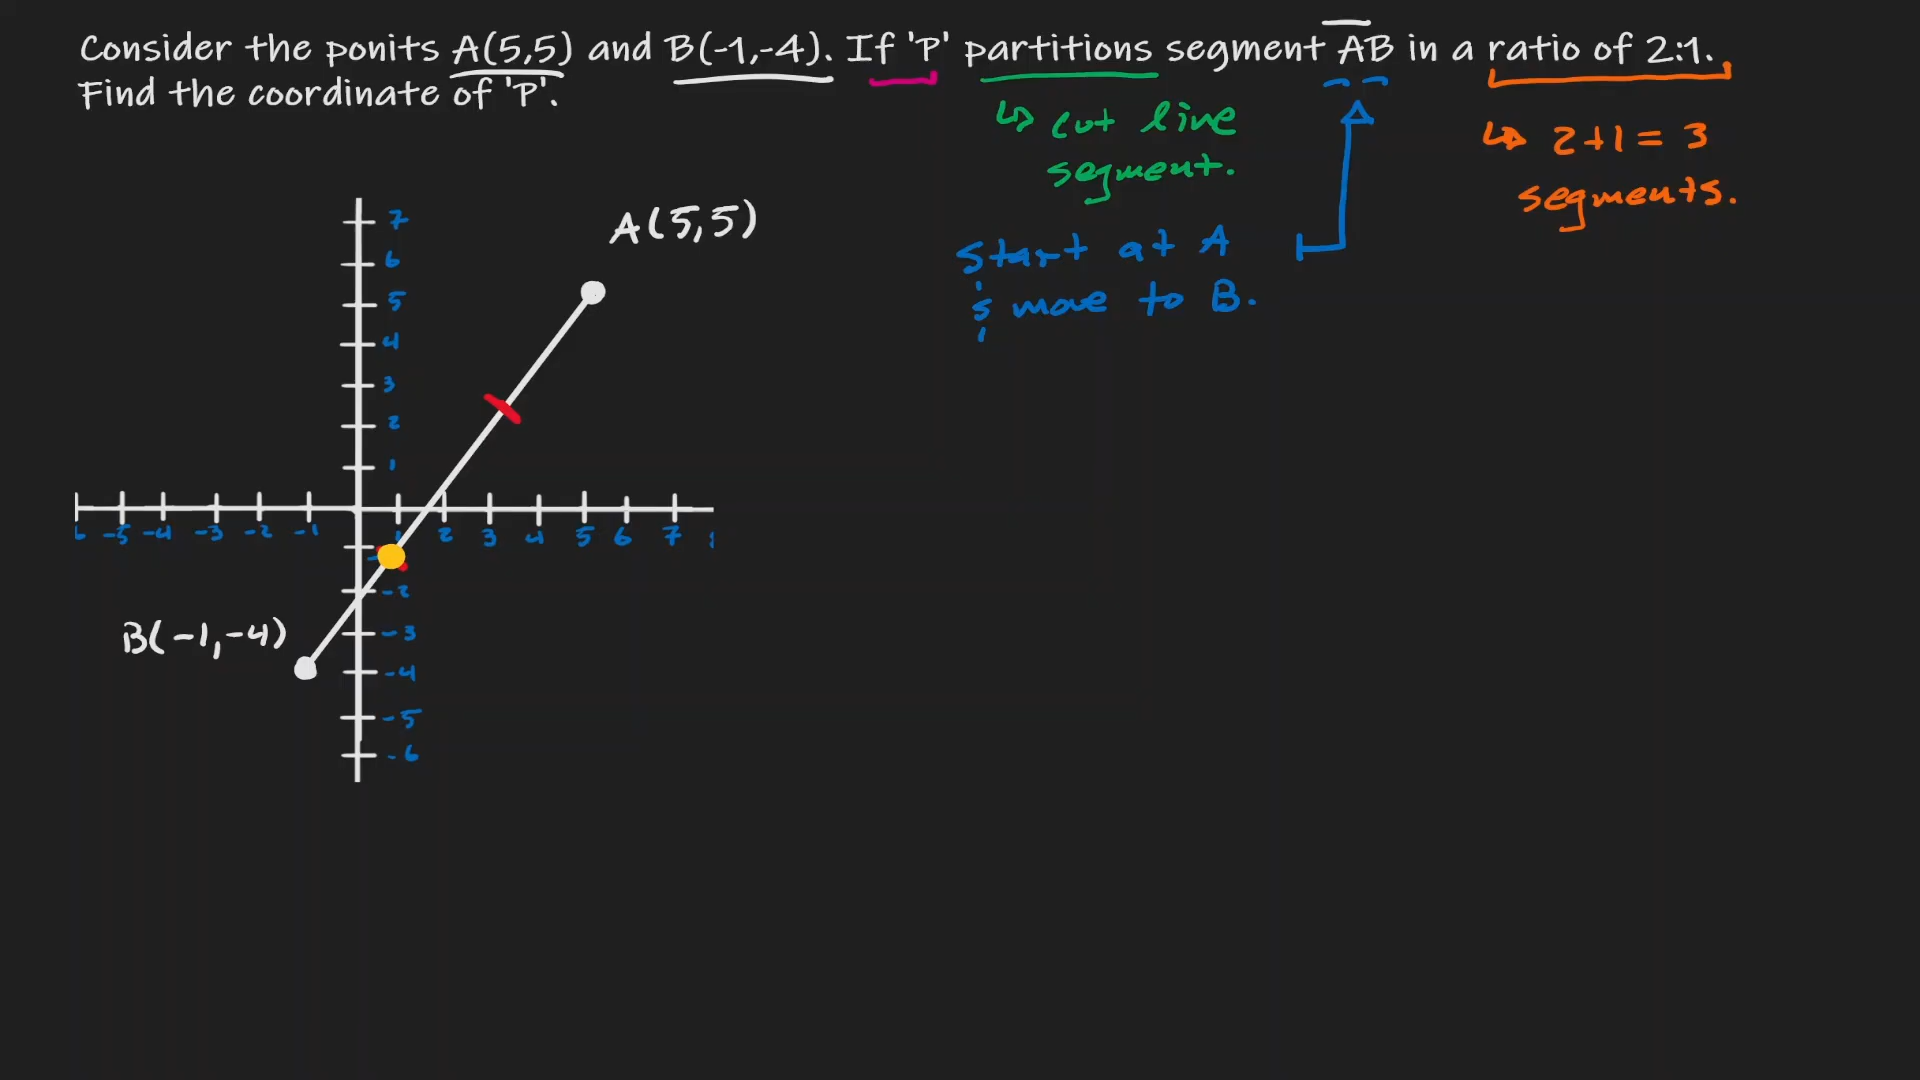 Consider the ponits A(5,5) and B(-1,-4). If 'P' partitions segment AB in a ratio of 2:1.
Find the coordinate of 'P'.
↳ cut line
segment.
↳ 2+1 = 3
segments.
Start at A
& move to B.
A(5,5)
7
6
5
4
3
2
1
-5 -4 -3 -2 -1 1 2 3 4 5 6 7
-2
B(-1,-4)
-3
-4
-5
-6